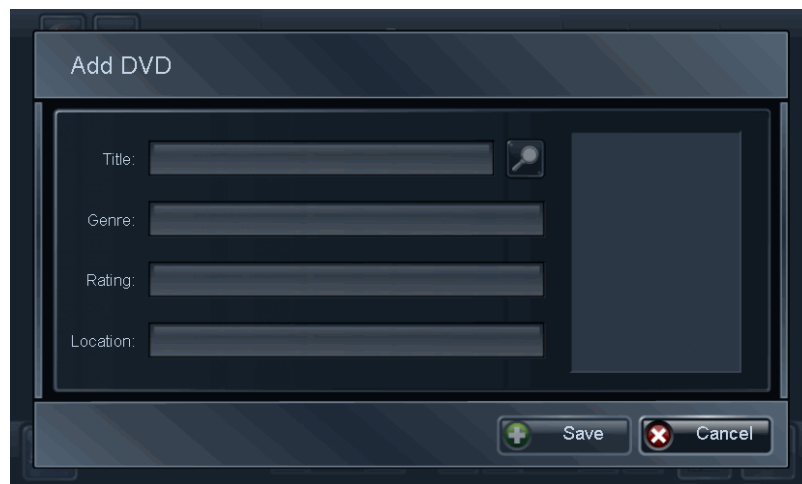 Add DVD
Title:
Genre:
Rating:
Location:
Save
Cancel